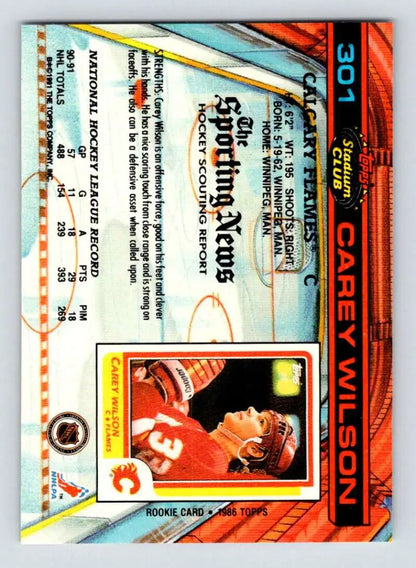 301 Topps Stadium CLUB CAREY WILSON
CALGARY FLAMES C
HT: 6'2" WT: 195 SHOOTS: RIGHT
BORN: 5-19-62, WINNIPEG, MAN.
HOME: WINNIPEG, MAN.
The
Sporting News
HOCKEY SCOUTING REPORT
STRENGTHS: Carey Wilson is an offensive force, good on his feet and clever
with his hands. He has a nice scoring touch from close range and is strong on
faceoffs. He also can be a defensive asset when called upon.
NATIONAL HOCKEY LEAGUE RECORD
GP G A PTS PIM
90-91 57 11 18 29 18
NHL TOTALS 488 154 239 393 269
©1991 THE TOPPS COMPANY, INC.
topps
CAREY WILSON
C • FLAMES
ROOKIE CARD • 1986 TOPPS
NHL
NHLPA
TM